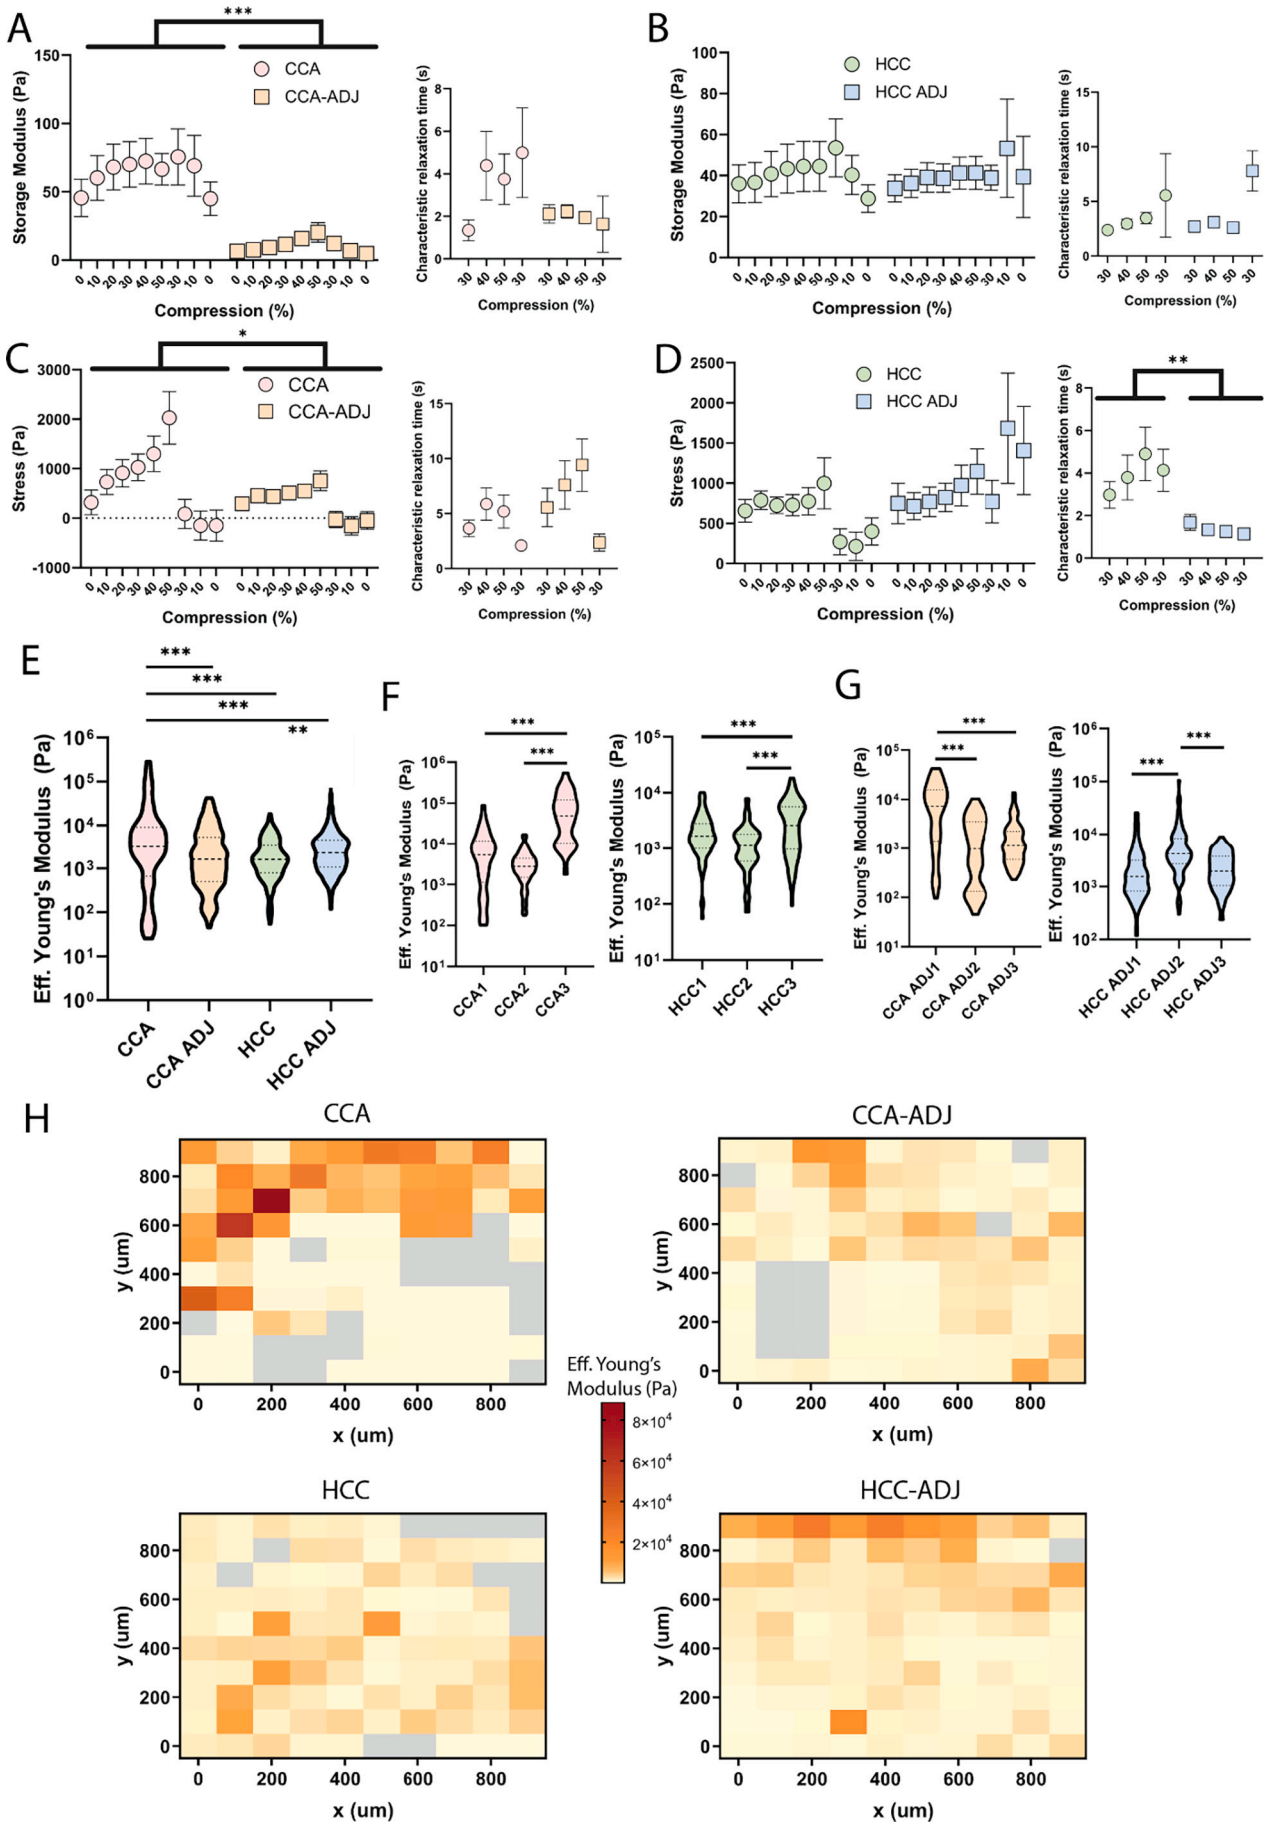 A
***
Storage Modulus (Pa)
150
100
50
0
CCA
CCA-ADJ
0 10 20 30 40 50 30 10 0 0 10 20 30 40 50 30 10 0
Compression (%)
Characteristic relaxation time (s)
8
6
4
2
0
30 40 50 30 30 40 50 30
Compression (%)
B
Storage Modulus (Pa)
100
80
60
40
20
0
HCC
HCC ADJ
0 10 20 30 40 50 30 10 0 0 10 20 30 40 50 30 10 0
Compression (%)
Characteristic relaxation time (s)
15
10
5
0
30 40 50 30 30 40 50 30
Compression (%)
C
*
Stress (Pa)
3000
2000
1000
0
-1000
CCA
CCA-ADJ
0 10 20 30 40 50 30 10 0 0 10 20 30 40 50 30 10 0
Compression (%)
Characteristic relaxation time (s)
15
10
5
0
30 40 50 30 30 40 50 30
Compression (%)
D
Stress (Pa)
2500
2000
1500
1000
500
0
HCC
HCC ADJ
0 10 20 30 40 50 30 10 0 0 10 20 30 40 50 30 10 0
Compression (%)
**
Characteristic relaxation time (s)
8
6
4
2
0
30 40 50 30 30 40 50 30
Compression (%)
E
***
***
***
**
Eff. Young's Modulus (Pa)
10⁶
10⁵
10⁴
10³
10²
10¹
10⁰
CCA
CCA ADJ
HCC
HCC ADJ
F
***
***
Eff. Young's Modulus (Pa)
10⁶
10⁵
10⁴
10³
10²
10¹
CCA1
CCA2
CCA3
***
***
Eff. Young's Modulus (Pa)
10⁵
10⁴
10³
10²
10¹
HCC1
HCC2
HCC3
G
***
***
Eff. Young's Modulus (Pa)
10⁵
10⁴
10³
10²
10¹
CCA ADJ1
CCA ADJ2
CCA ADJ3
***
***
Eff. Young's Modulus (Pa)
10⁶
10⁵
10⁴
10³
10²
HCC ADJ1
HCC ADJ2
HCC ADJ3
H
CCA
y (um)
800
600
400
200
0
0 200 400 600 800
x (um)
CCA-ADJ
y (um)
800
600
400
200
0
0 200 400 600 800
x (um)
Eff. Young's
Modulus (Pa)
8×10⁴
6×10⁴
4×10⁴
2×10⁴
HCC
y (um)
800
600
400
200
0
0 200 400 600 800
x (um)
HCC-ADJ
y (um)
800
600
400
200
0
0 200 400 600 800
x (um)